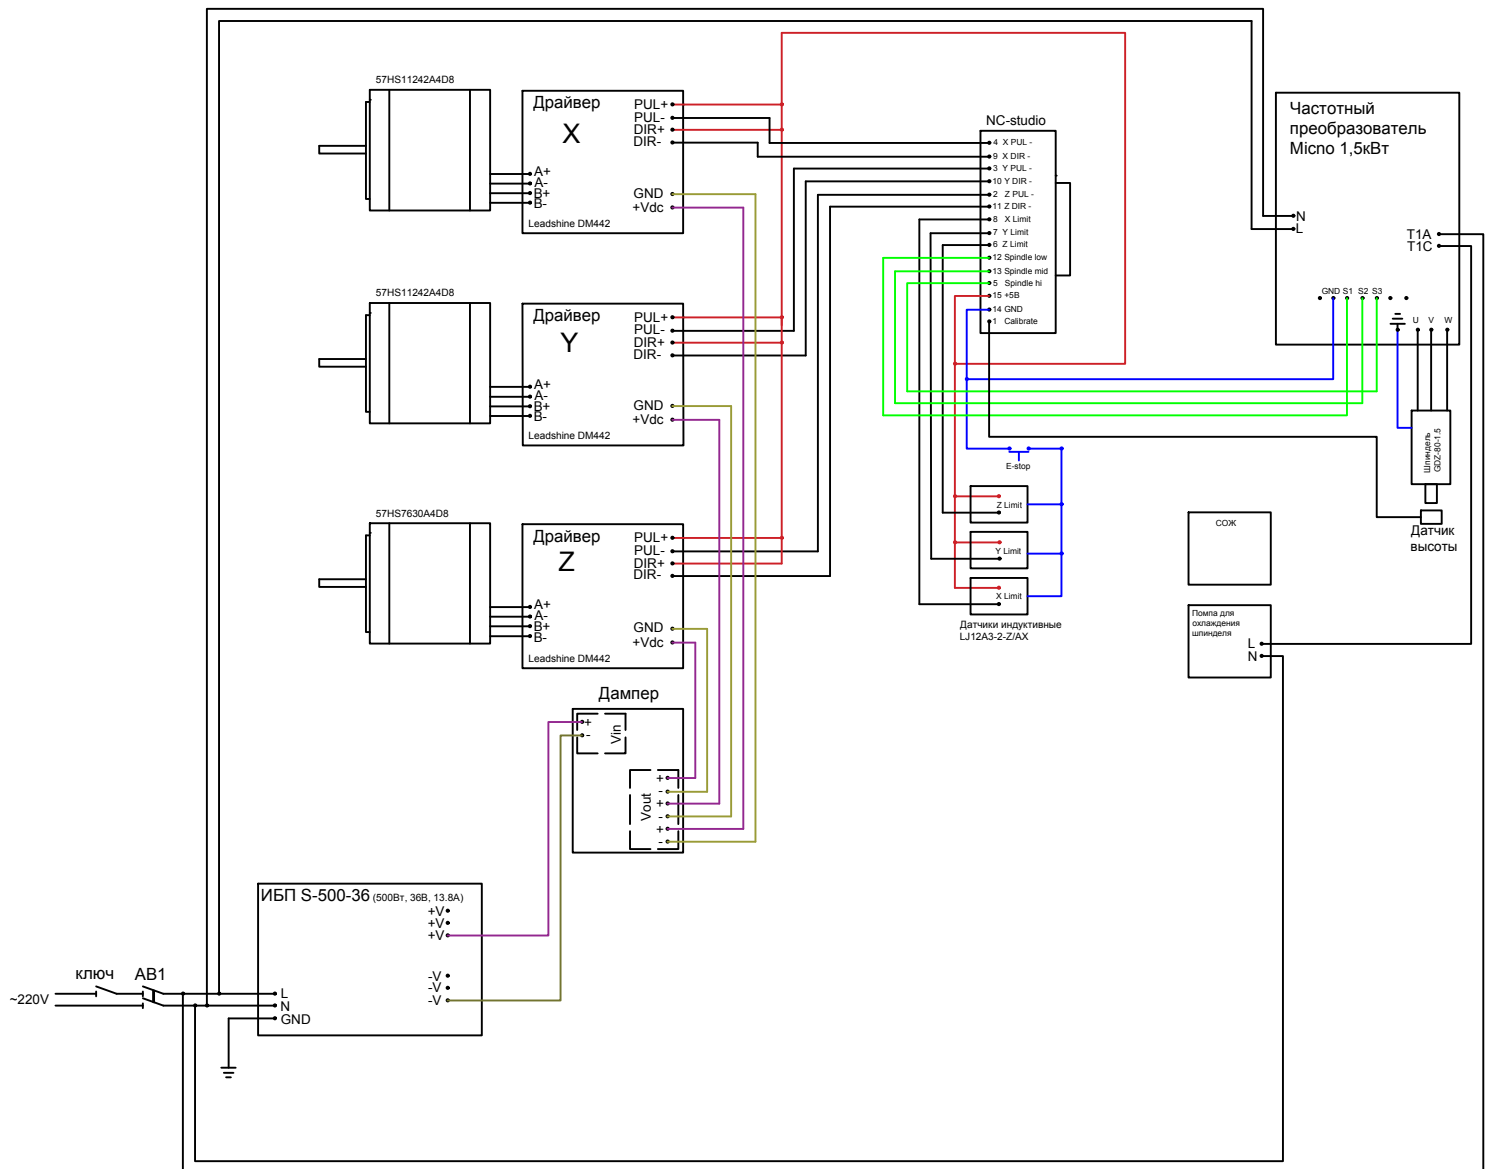 57HS11242A4D8
Драйвер
X
PUL+
PUL-
DIR+
DIR-
A+
A-
B+
B-
GND
+Vdc
Leadshine DM442
57HS11242A4D8
Драйвер
Y
PUL+
PUL-
DIR+
DIR-
A+
A-
B+
B-
GND
+Vdc
Leadshine DM442
57HS7630A4D8
Драйвер
Z
PUL+
PUL-
DIR+
DIR-
A+
A-
B+
B-
GND
+Vdc
Leadshine DM442
NC-studio
4 X PUL -
9 X DIR -
3 Y PUL -
10 Y DIR -
2 Z PUL -
11 Z DIR -
8 X Limit
7 Y Limit
6 Z Limit
12 Spindle low
13 Spindle mid
5 Spindle hi
15 +5В
14 GND
1 Calibrate
E-stop
Z Limit
Y Limit
X Limit
Датчики индуктивные
LJ12A3-2-Z/AX
Частотный
преобразователь
Micno 1,5кВт
N
L
T1A
T1C
GND S1 S2 S3
U V W
Шпиндель
GDZ-80-1.5
Датчик
высоты
СОЖ
Помпа для
охлаждения
шпинделя
L
N
Дампер
+
-
Vin
Vout
+
-
+
-
+
-
ИБП S-500-36 (500Вт, 36В, 13.8А)
+V
+V
+V
-V
-V
-V
L
N
GND
ключ
АВ1
~220V